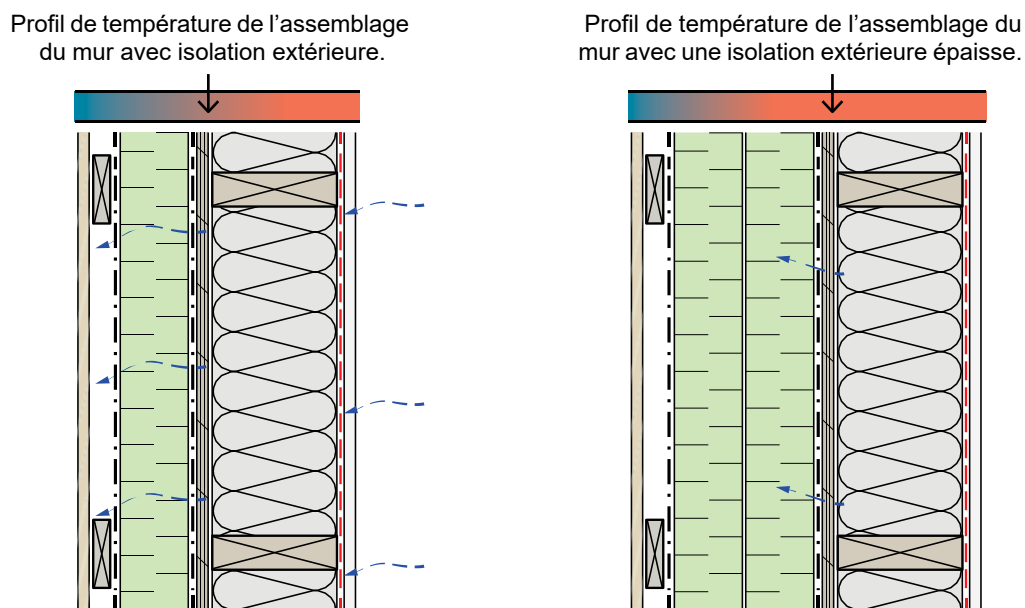 Profil de température de l’assemblage
du mur avec isolation extérieure.
Profil de température de l’assemblage du
mur avec une isolation extérieure épaisse.